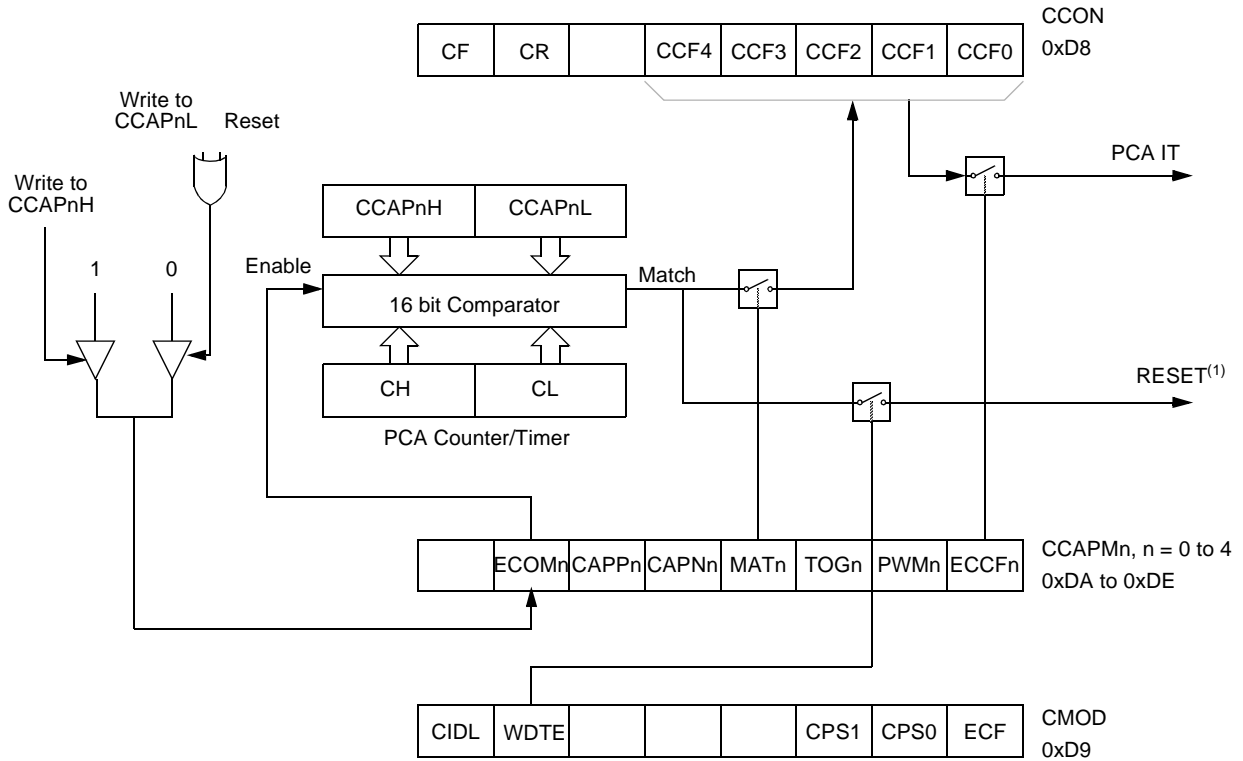 CF CR CCF4 CCF3 CCF2 CCF1 CCF0
CCON
0xD8
Write to
CCAPnL
Reset
Write to
CCAPnH
PCA IT
CCAPnH CCAPnL
1 0
Enable
Match
16 bit Comparator
CH CL
PCA Counter/Timer
RESET(1)
ECOMn CAPPn CAPNn MATn TOGn PWMn ECCFn
CCAPMn, n = 0 to 4
0xDA to 0xDE
CIDL WDTE CPS1 CPS0 ECF
CMOD
0xD9